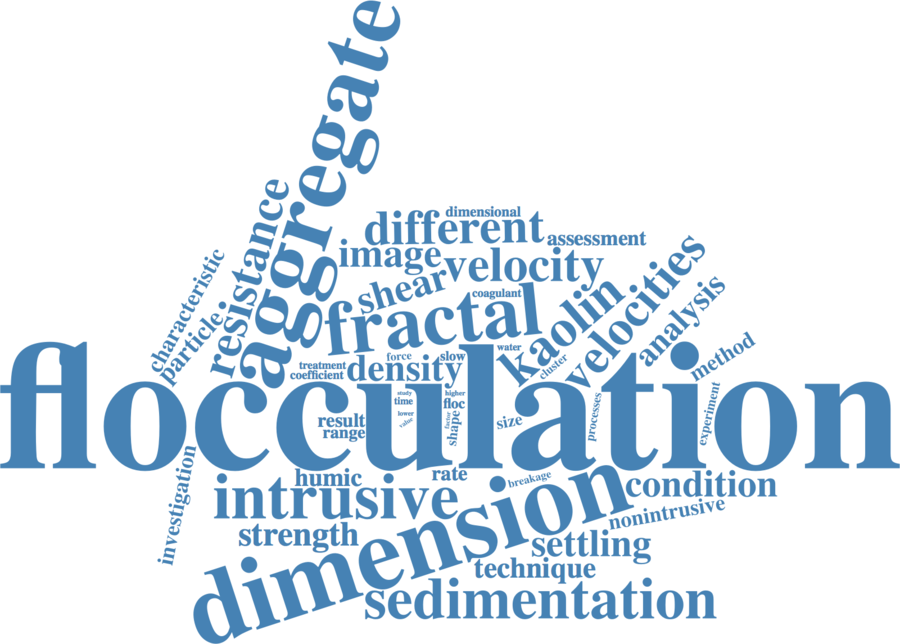 aggregate
dimensional
different
assessment
image
velocity
resistance
characteristic
particle
shear
coagulant
fractal
kaolin
velocities
analysis
method
water
cluster
force
slow
treatment
coefficient
density
flocculation
study
time
lower
value
higher
floc
factor
shape
size
processes
experiment
result
range
investigation
humic
rate
breakage
intrusive
dimension
condition
nonintrusive
strength
settling
technique
sedimentation